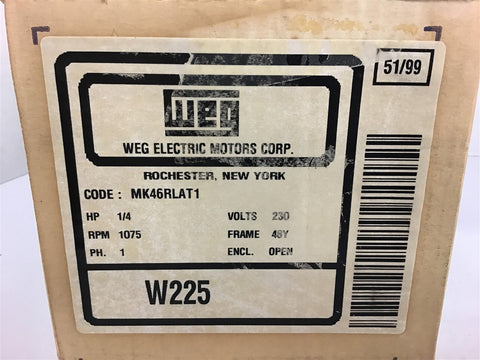 51/99
WEG
WEG ELECTRIC MOTORS CORP.
ROCHESTER, NEW YORK
CODE : MK46RLAT1
HP 1/4 VOLTS 230
RPM 1075 FRAME 48Y
PH. 1 ENCL. OPEN
W225